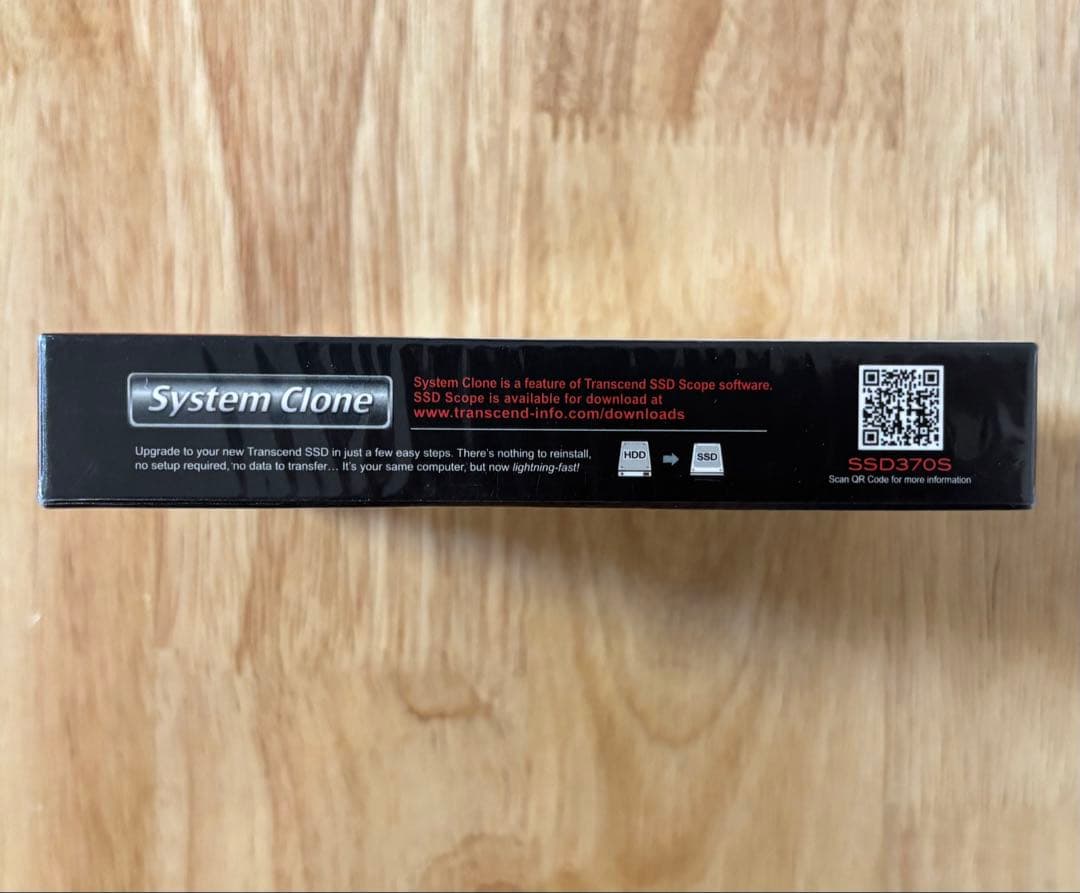 System Clone
System Clone is a feature of Transcend SSD Scope software.
SSD Scope is available for download at
www.transcend-info.com/downloads
Upgrade to your new Transcend SSD in just a few easy steps. There's nothing to reinstall,
no setup required, no data to transfer... It's your same computer, but now lightning-fast!
HDD
SSD
SSD370S
Scan QR Code for more information